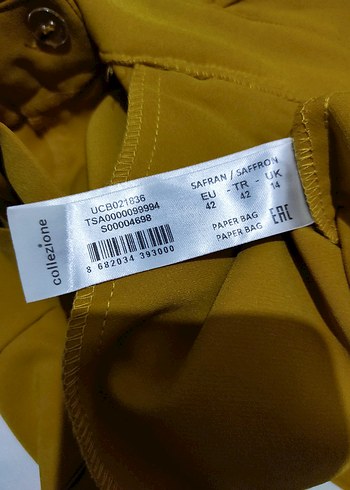 collezione
UCB021836
TSA0000099994
S00004698
8 682034 393000
SAFRAN / SAFFRON
EU - TR - UK
42 42 14
PAPER BAG
PAPER BAG
EAC